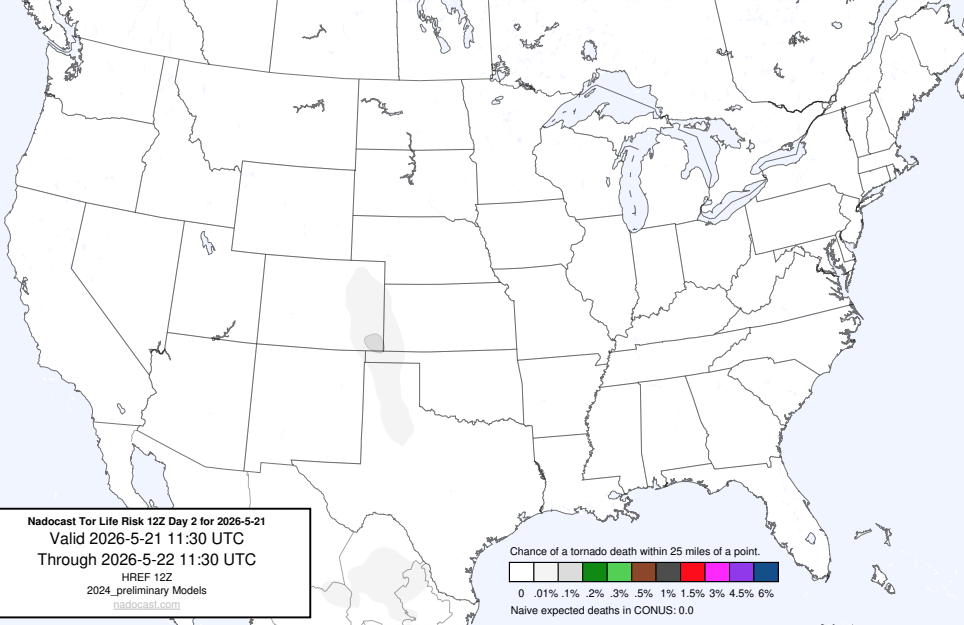 Nadocast Tor Life Risk 12Z Day 2 for 2026-5-21
Valid 2026-5-21 11:30 UTC
Through 2026-5-22 11:30 UTC
HREF 12Z
2024_preliminary Models
nadocast.com
Chance of a tornado death within 25 miles of a point.
0 .01% .1% .2% .3% .5% 1% 1.5% 3% 4.5% 6%
Naive expected deaths in CONUS: 0.0